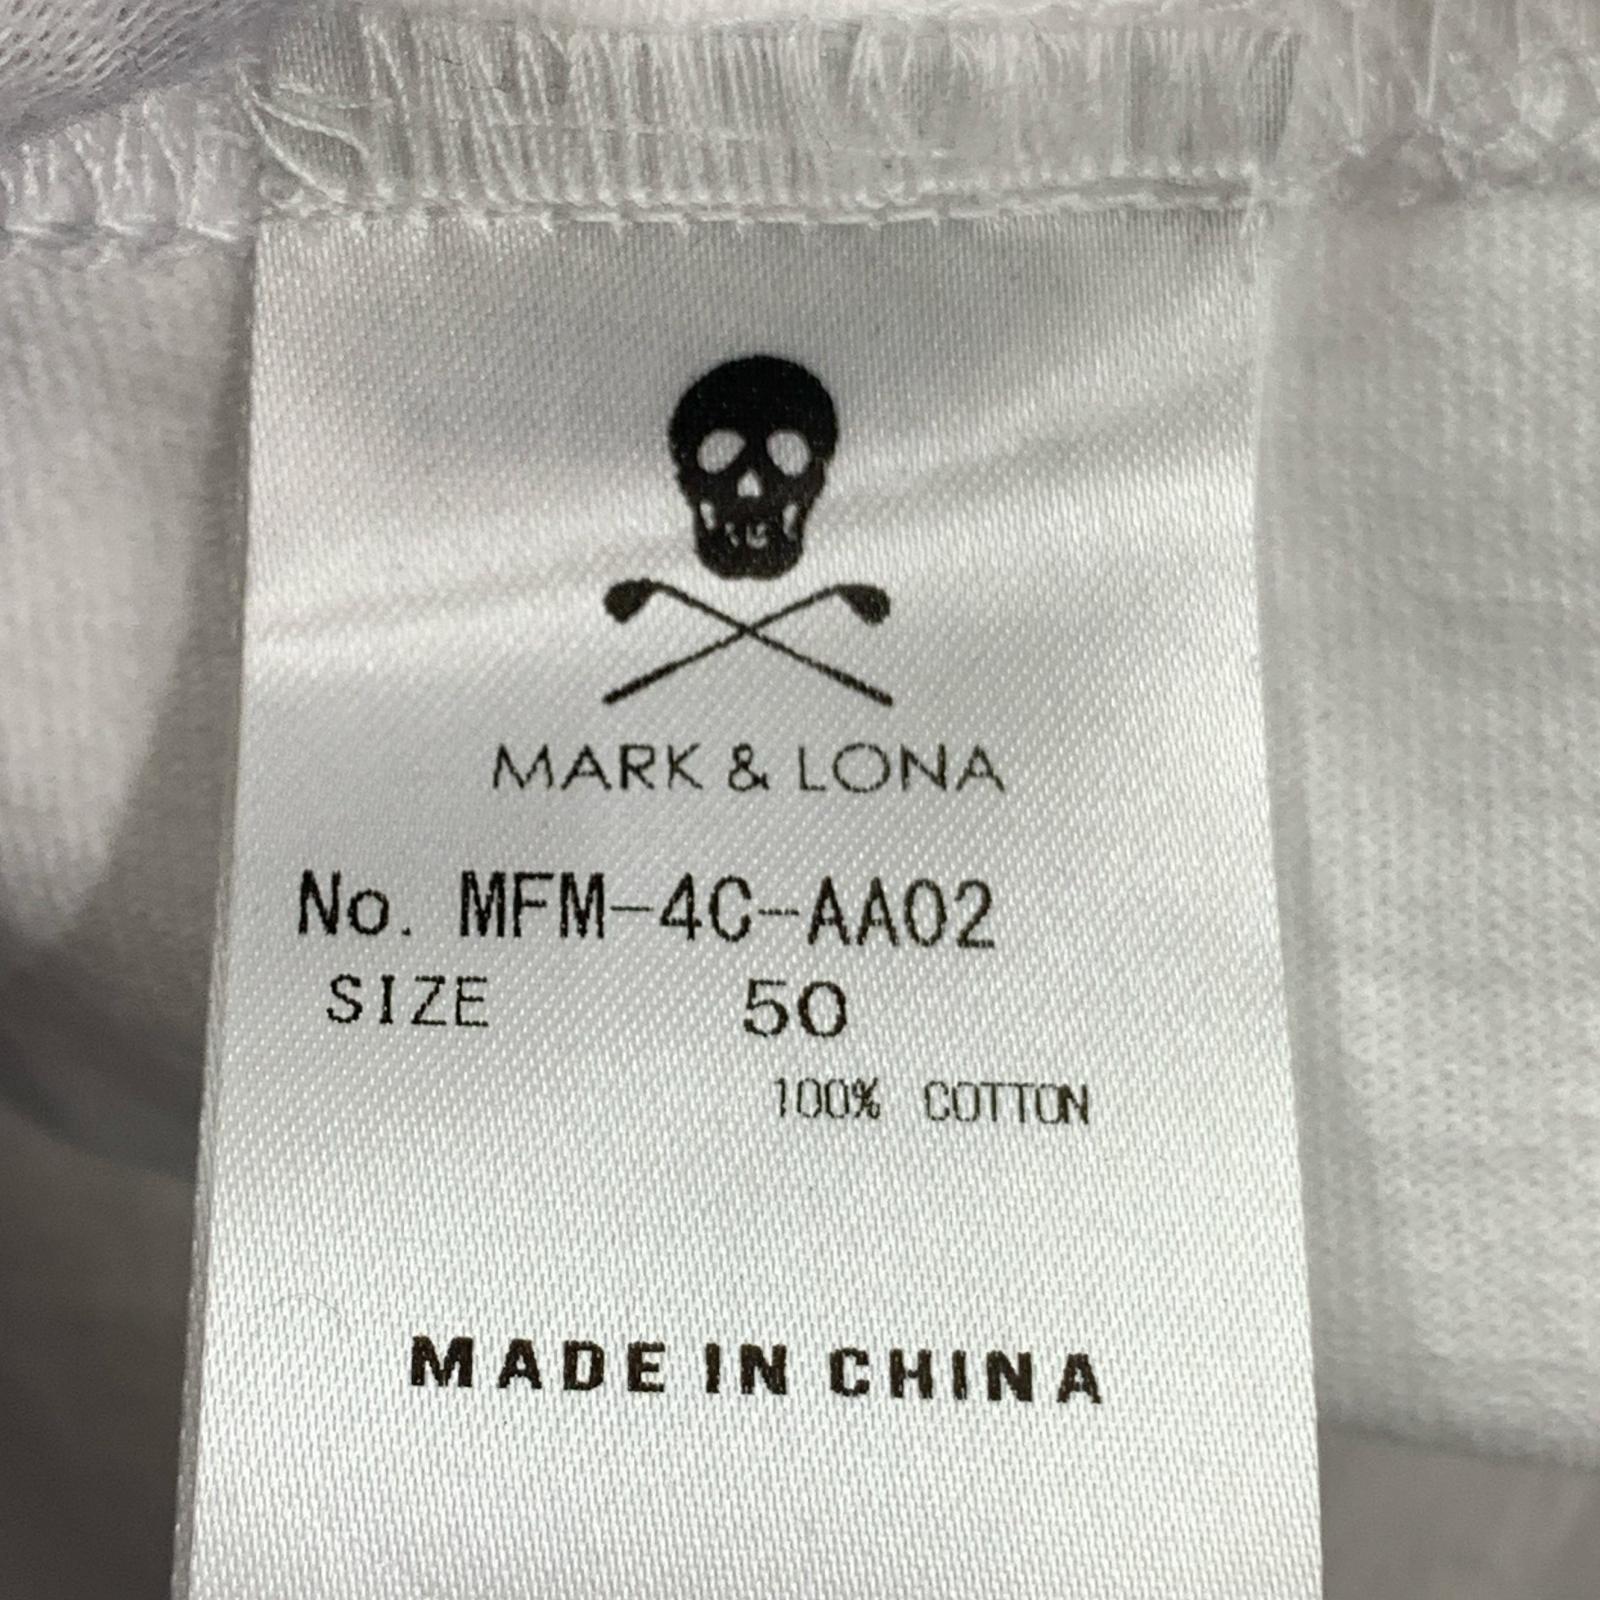 MARK & LONA
No. MFM-4C-AA02
SIZE 50
100% COTTON
MADE IN CHINA